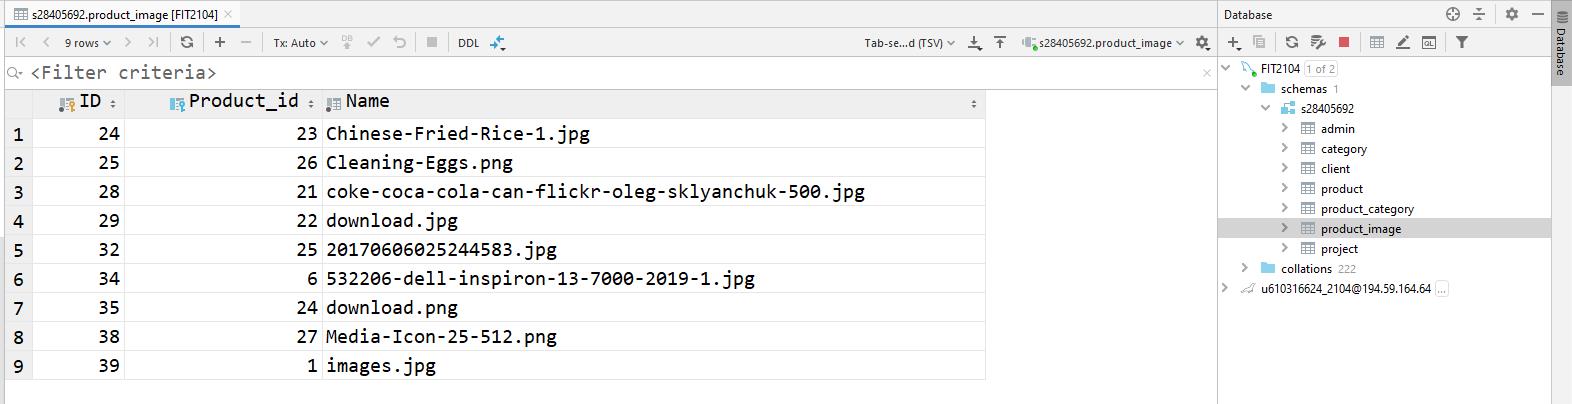 s28405692.product_image [FIT2104]
9 rows
Tx: Auto
DB
DDL
Tab-se...d (TSV)
s28405692.product_image
<Filter criteria>
ID Product_id Name
1 24 23 Chinese-Fried-Rice-1.jpg
2 25 26 Cleaning-Eggs.png
3 28 21 coke-coca-cola-can-flickr-oleg-sklyanchuk-500.jpg
4 29 22 download.jpg
5 32 25 20170606025244583.jpg
6 34 6 532206-dell-inspiron-13-7000-2019-1.jpg
7 35 24 download.png
8 38 27 Media-Icon-25-512.png
9 39 1 images.jpg
Database
QL
FIT2104 1 of 2
schemas 1
s28405692
admin
category
client
product
product_category
product_image
project
collations 222
u610316624_2104@194.59.164.64 ...
Database